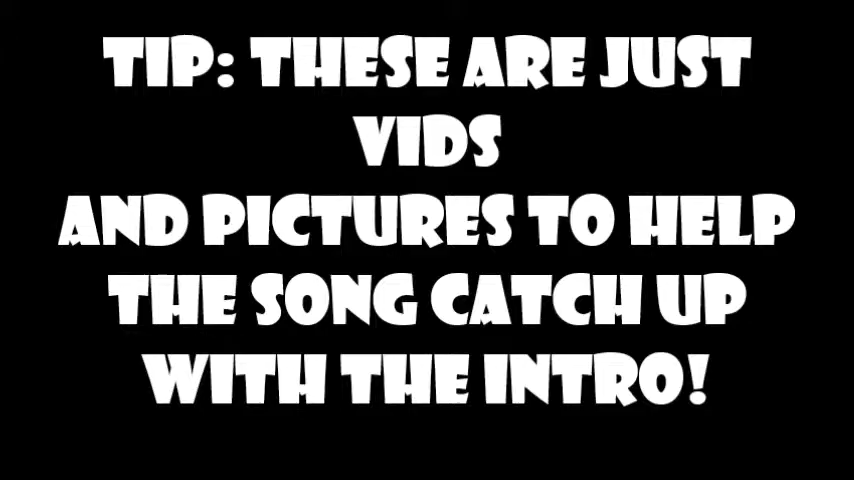 TIP: THESE ARE JUST
VIDS
AND PICTURES TO HELP
THE SONG CATCH UP
WITH THE INTRO!